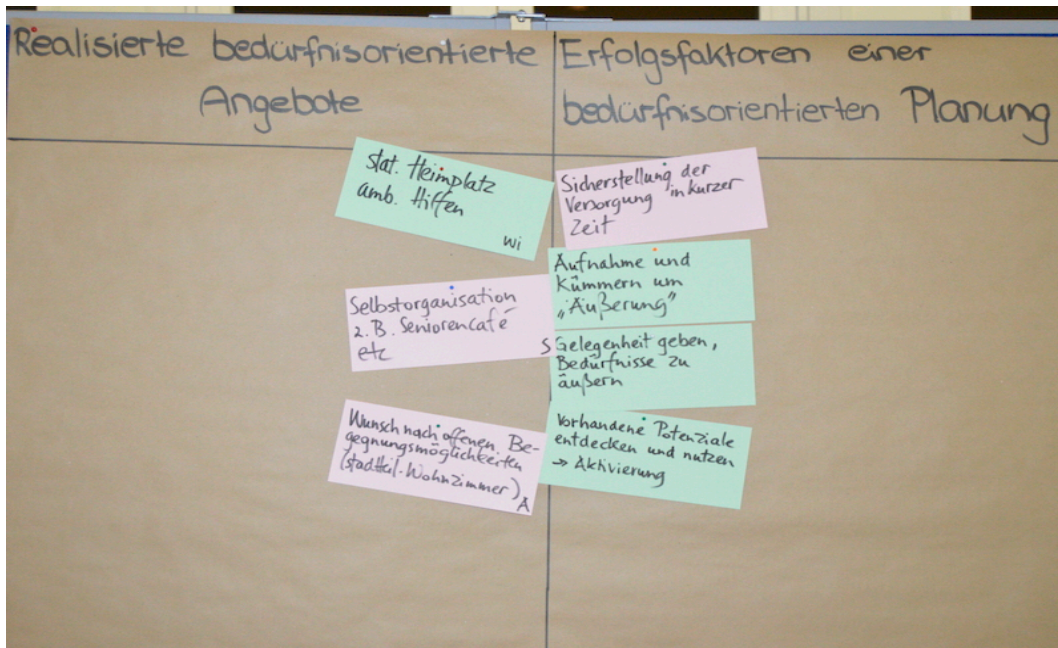 Realisierte bedürfnisorientierte
Angebote
stat. Heimplatz
amb. Hilfen
Wi
Selbstorganisation
z.B. Seniorencafé
etc
S
Wunsch nach offenen Be-
gegnungsmöglichkeiten
(stadtteil-Wohnzimmer)
A
Erfolgsfaktoren einer
bedürfnisorientierten Planung
Sicherstellung der
Versorgung in kurzer
Zeit
Aufnahme und
Kümmern um
„Äußerung"
Gelegenheit geben,
Bedürfnisse zu
äußern
Vorhandene Potenziale
entdecken und nutzen
→ Aktivierung